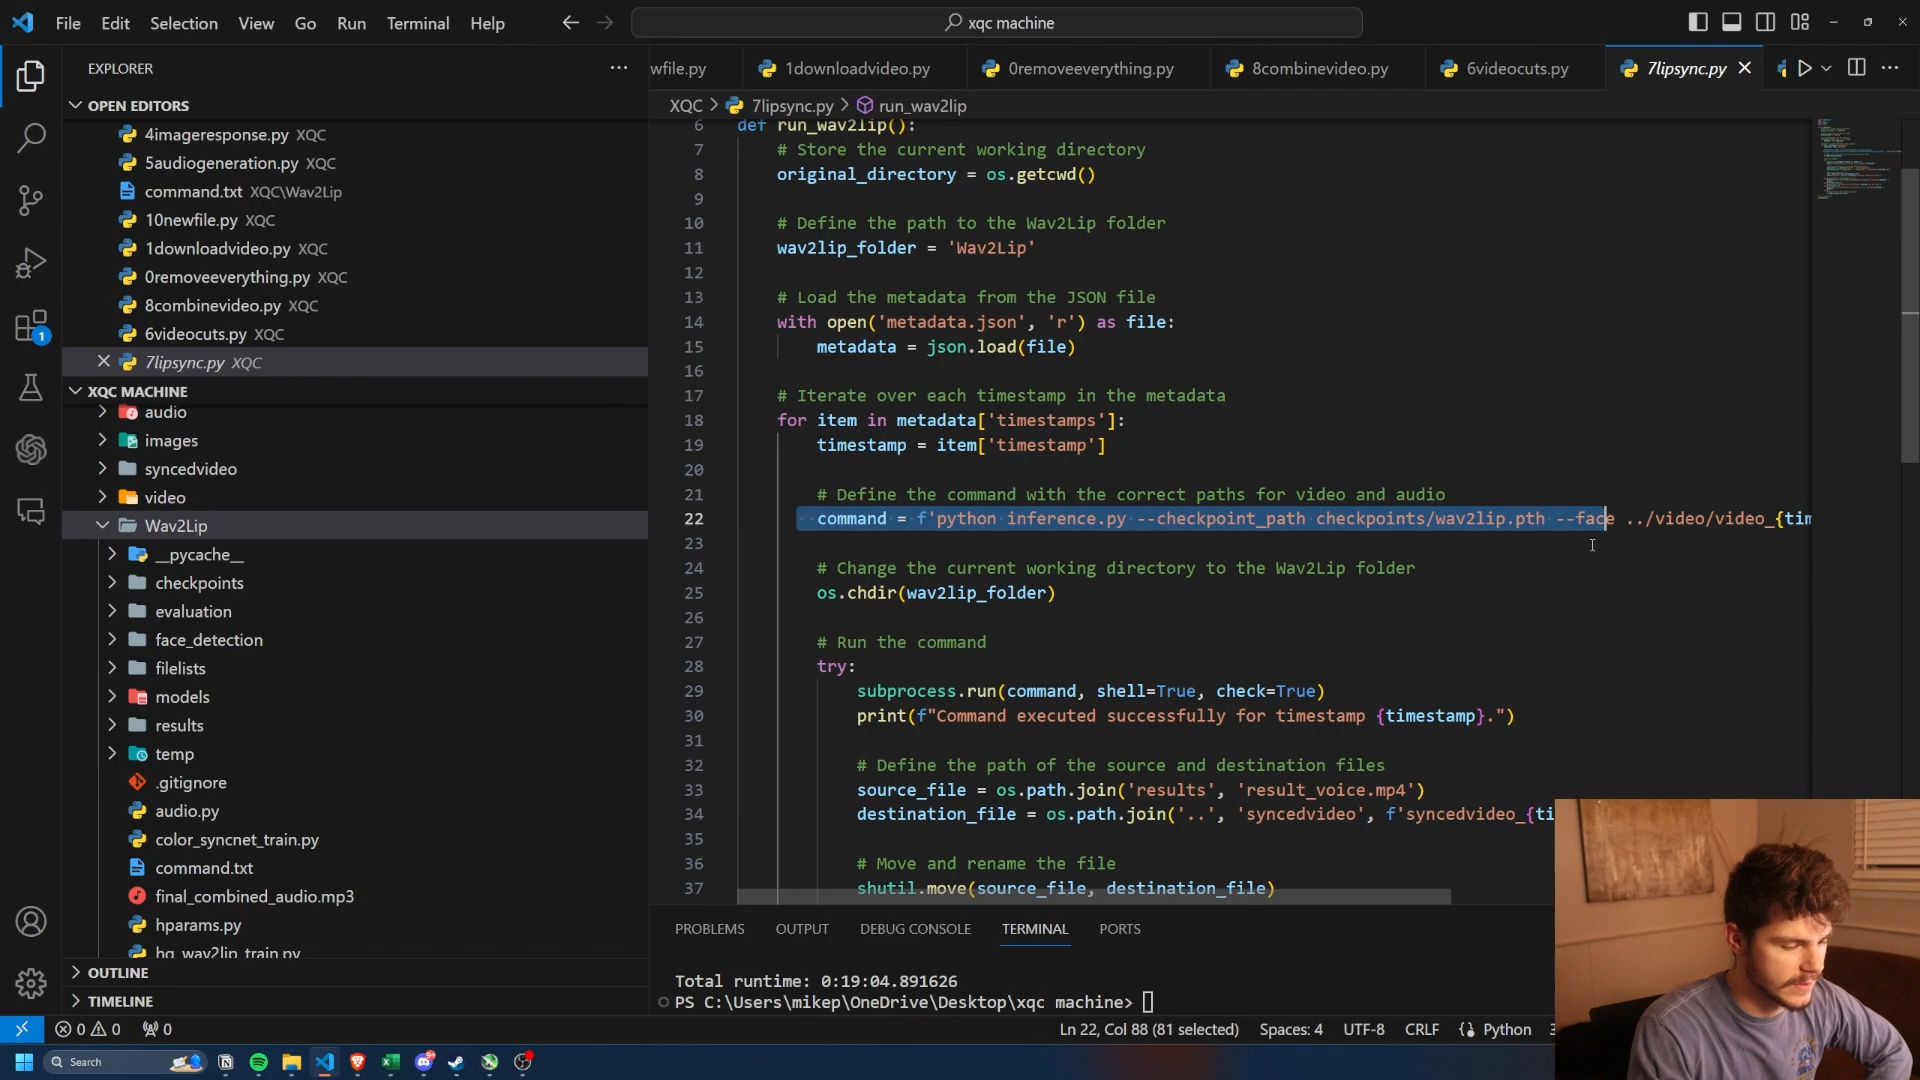 File Edit Selection View Go Run Terminal Help
xqc machine
EXPLORER
OPEN EDITORS
4imageresponse.py XQC
5audiogeneration.py XQC
command.txt XQC\Wav2Lip
10newfile.py XQC
1downloadvideo.py XQC
0removeeverything.py XQC
8combinevideo.py XQC
6videocuts.py XQC
7lipsync.py XQC
XQC MACHINE
audio
images
syncedvideo
video
Wav2Lip
__pycache__
checkpoints
evaluation
face_detection
filelists
models
results
temp
.gitignore
audio.py
color_syncnet_train.py
command.txt
final_combined_audio.mp3
hparams.py
hq_wav2lip_train.py
OUTLINE
TIMELINE
wfile.py 1downloadvideo.py 0removeeverything.py 8combinevideo.py 6videocuts.py 7lipsync.py
XQC > 7lipsync.py > run_wav2lip
6 def run_wav2lip():
7 # Store the current working directory
8 original_directory = os.getcwd()
9
10 # Define the path to the Wav2Lip folder
11 wav2lip_folder = 'Wav2Lip'
12
13 # Load the metadata from the JSON file
14 with open('metadata.json', 'r') as file:
15 metadata = json.load(file)
16
17 # Iterate over each timestamp in the metadata
18 for item in metadata['timestamps']:
19 timestamp = item['timestamp']
20
21 # Define the command with the correct paths for video and audio
22 command = f'python inference.py --checkpoint_path checkpoints/wav2lip.pth --face ../video/video_{tim
23
24 # Change the current working directory to the Wav2Lip folder
25 os.chdir(wav2lip_folder)
26
27 # Run the command
28 try:
29 subprocess.run(command, shell=True, check=True)
30 print(f"Command executed successfully for timestamp {timestamp}.")
31
32 # Define the path of the source and destination files
33 source_file = os.path.join('results', 'result_voice.mp4')
34 destination_file = os.path.join('..', 'syncedvideo', f'syncedvideo_{ti
35
36 # Move and rename the file
37 shutil.move(source_file, destination_file)
PROBLEMS OUTPUT DEBUG CONSOLE TERMINAL PORTS
Total runtime: 0:19:04.891626
PS C:\Users\mikep\OneDrive\Desktop\xqc machine>
0 0 0 Ln 22, Col 88 (81 selected) Spaces: 4 UTF-8 CRLF Python
Search